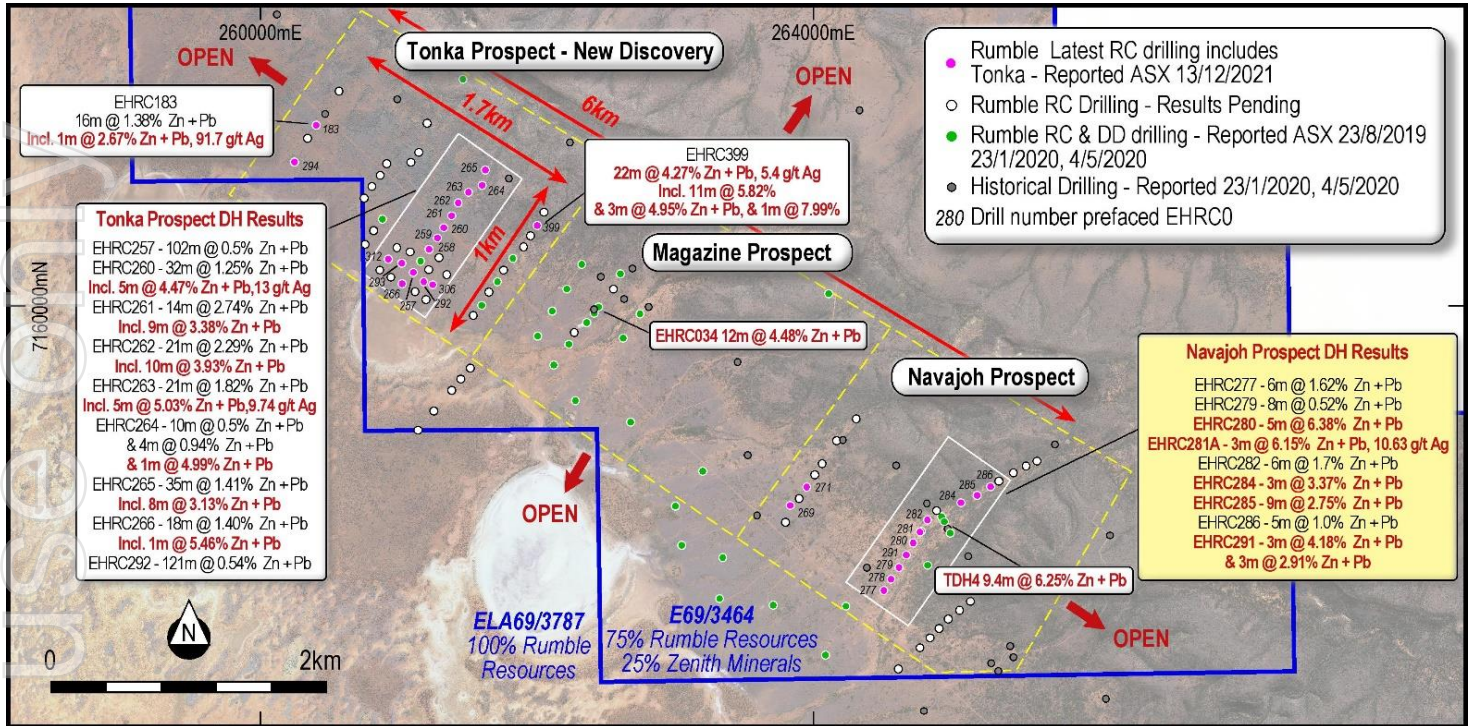 260000mE
264000mE
7160000mN
Tonka Prospect - New Discovery
OPEN
1.7km
6km
OPEN
Rumble Latest RC drilling includes
Tonka - Reported ASX 13/12/2021
Rumble RC Drilling - Results Pending
Rumble RC & DD drilling - Reported ASX 23/8/2019
23/1/2020, 4/5/2020
Historical Drilling - Reported 23/1/2020, 4/5/2020
280 Drill number prefaced EHRC0
EHRC183
16m @ 1.38% Zn + Pb
Incl. 1m @ 2.67% Zn + Pb, 91.7 g/t Ag
183
294
EHRC399
22m @ 4.27% Zn + Pb, 5.4 g/t Ag
Incl. 11m @ 5.82%
& 3m @ 4.95% Zn + Pb, & 1m @ 7.99%
265
264
263
262
261
260
259
258
312
293
266
257
292
306
399
1km
Tonka Prospect DH Results
EHRC257 - 102m @ 0.5% Zn + Pb
EHRC260 - 32m @ 1.25% Zn + Pb
Incl. 5m @ 4.47% Zn + Pb,13 g/t Ag
EHRC261 - 14m @ 2.74% Zn + Pb
Incl. 9m @ 3.38% Zn + Pb
EHRC262 - 21m @ 2.29% Zn + Pb
Incl. 10m @ 3.93% Zn + Pb
EHRC263 - 21m @ 1.82% Zn + Pb
Incl. 5m @ 5.03% Zn + Pb,9.74 g/t Ag
EHRC264 - 10m @ 0.5% Zn + Pb
& 4m @ 0.94% Zn + Pb
& 1m @ 4.99% Zn + Pb
EHRC265 - 35m @ 1.41% Zn + Pb
Incl. 8m @ 3.13% Zn + Pb
EHRC266 - 18m @ 1.40% Zn + Pb
Incl. 1m @ 5.46% Zn + Pb
EHRC292 - 121m @ 0.54% Zn + Pb
Magazine Prospect
EHRC034 12m @ 4.48% Zn + Pb
Navajoh Prospect
Navajoh Prospect DH Results
EHRC277 - 6m @ 1.62% Zn + Pb
EHRC279 - 8m @ 0.52% Zn + Pb
EHRC280 - 5m @ 6.38% Zn + Pb
EHRC281A - 3m @ 6.15% Zn + Pb, 10.63 g/t Ag
EHRC282 - 6m @ 1.7% Zn + Pb
EHRC284 - 3m @ 3.37% Zn + Pb
EHRC285 - 9m @ 2.75% Zn + Pb
EHRC286 - 5m @ 1.0% Zn + Pb
EHRC291 - 3m @ 4.18% Zn + Pb
& 3m @ 2.91% Zn + Pb
OPEN
271
269
286
285
284
282
281
280
291
279
278
277
TDH4 9.4m @ 6.25% Zn + Pb
OPEN
ELA69/3787
100% Rumble
Resources
E69/3464
75% Rumble Resources
25% Zenith Minerals
N
0
2km
use only